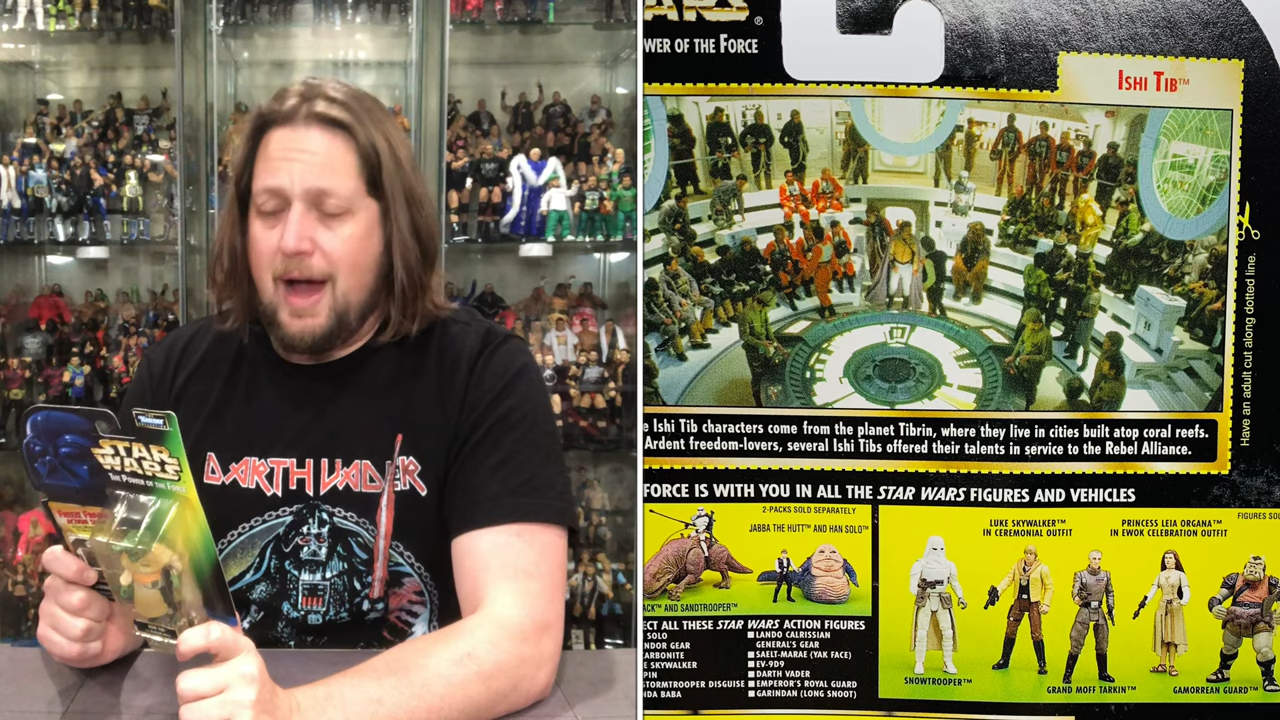 STAR
WARS
THE POWER OF THE FORCE
DARTH VADER
WARS®
WER OF THE FORCE
ISHI TIB™
Have an adult cut along dotted line.
e Ishi Tib characters come from the planet Tibrin, where they live in cities built atop coral reefs.
Ardent freedom-lovers, several Ishi Tibs offered their talents in service to the Rebel Alliance.
FORCE IS WITH YOU IN ALL THE STAR WARS FIGURES AND VEHICLES
2-PACKS SOLD SEPARATELY
JABBA THE HUTT™ AND HAN SOLO™
ACK™ AND SANDTROOPER™
ECT ALL THESE STAR WARS ACTION FIGURES
SOLO
NDOR GEAR
ARBONITE
E SKYWALKER
PIN
STORMTROOPER DISGUISE
NDA BABA
LANDO CALRISSIAN
GENERAL'S GEAR
SAELT-MARAE (YAK FACE)
EV-9D9
DARTH VADER
EMPEROR'S ROYAL GUARD
GARINDAN (LONG SNOOT)
FIGURES SOL
LUKE SKYWALKER™
IN CEREMONIAL OUTFIT
PRINCESS LEIA ORGANA™
IN EWOK CELEBRATION OUTFIT
SNOWTROOPER™
GRAND MOFF TARKIN™
GAMORREAN GUARD™